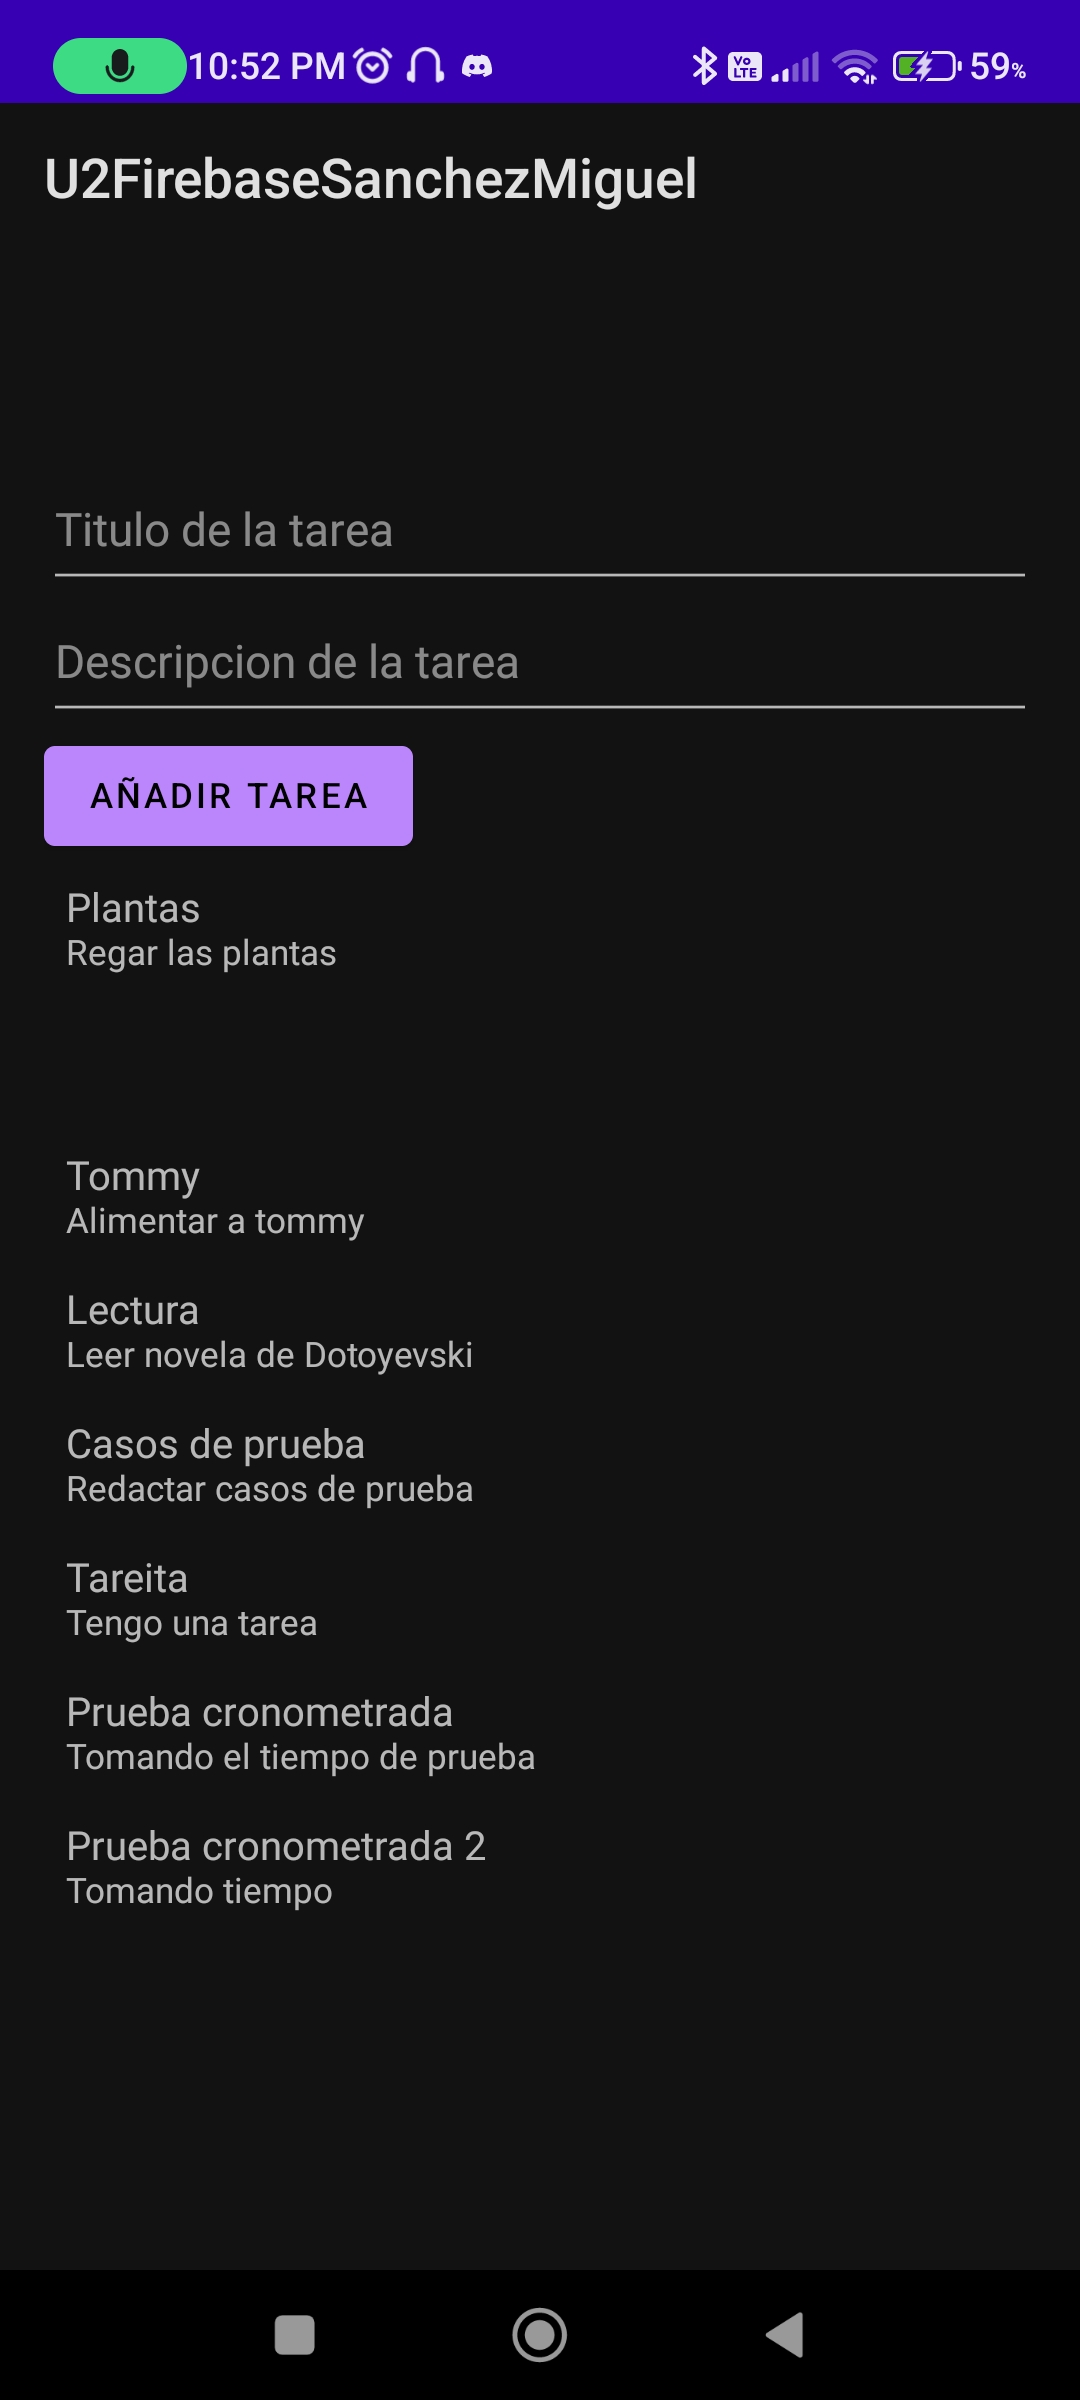 10:52 PM
Vo LTE
59%
U2FirebaseSanchezMiguel
Titulo de la tarea
Descripcion de la tarea
AÑADIR TAREA
Plantas
Regar las plantas
Tommy
Alimentar a tommy
Lectura
Leer novela de Dotoyevski
Casos de prueba
Redactar casos de prueba
Tareita
Tengo una tarea
Prueba cronometrada
Tomando el tiempo de prueba
Prueba cronometrada 2
Tomando tiempo